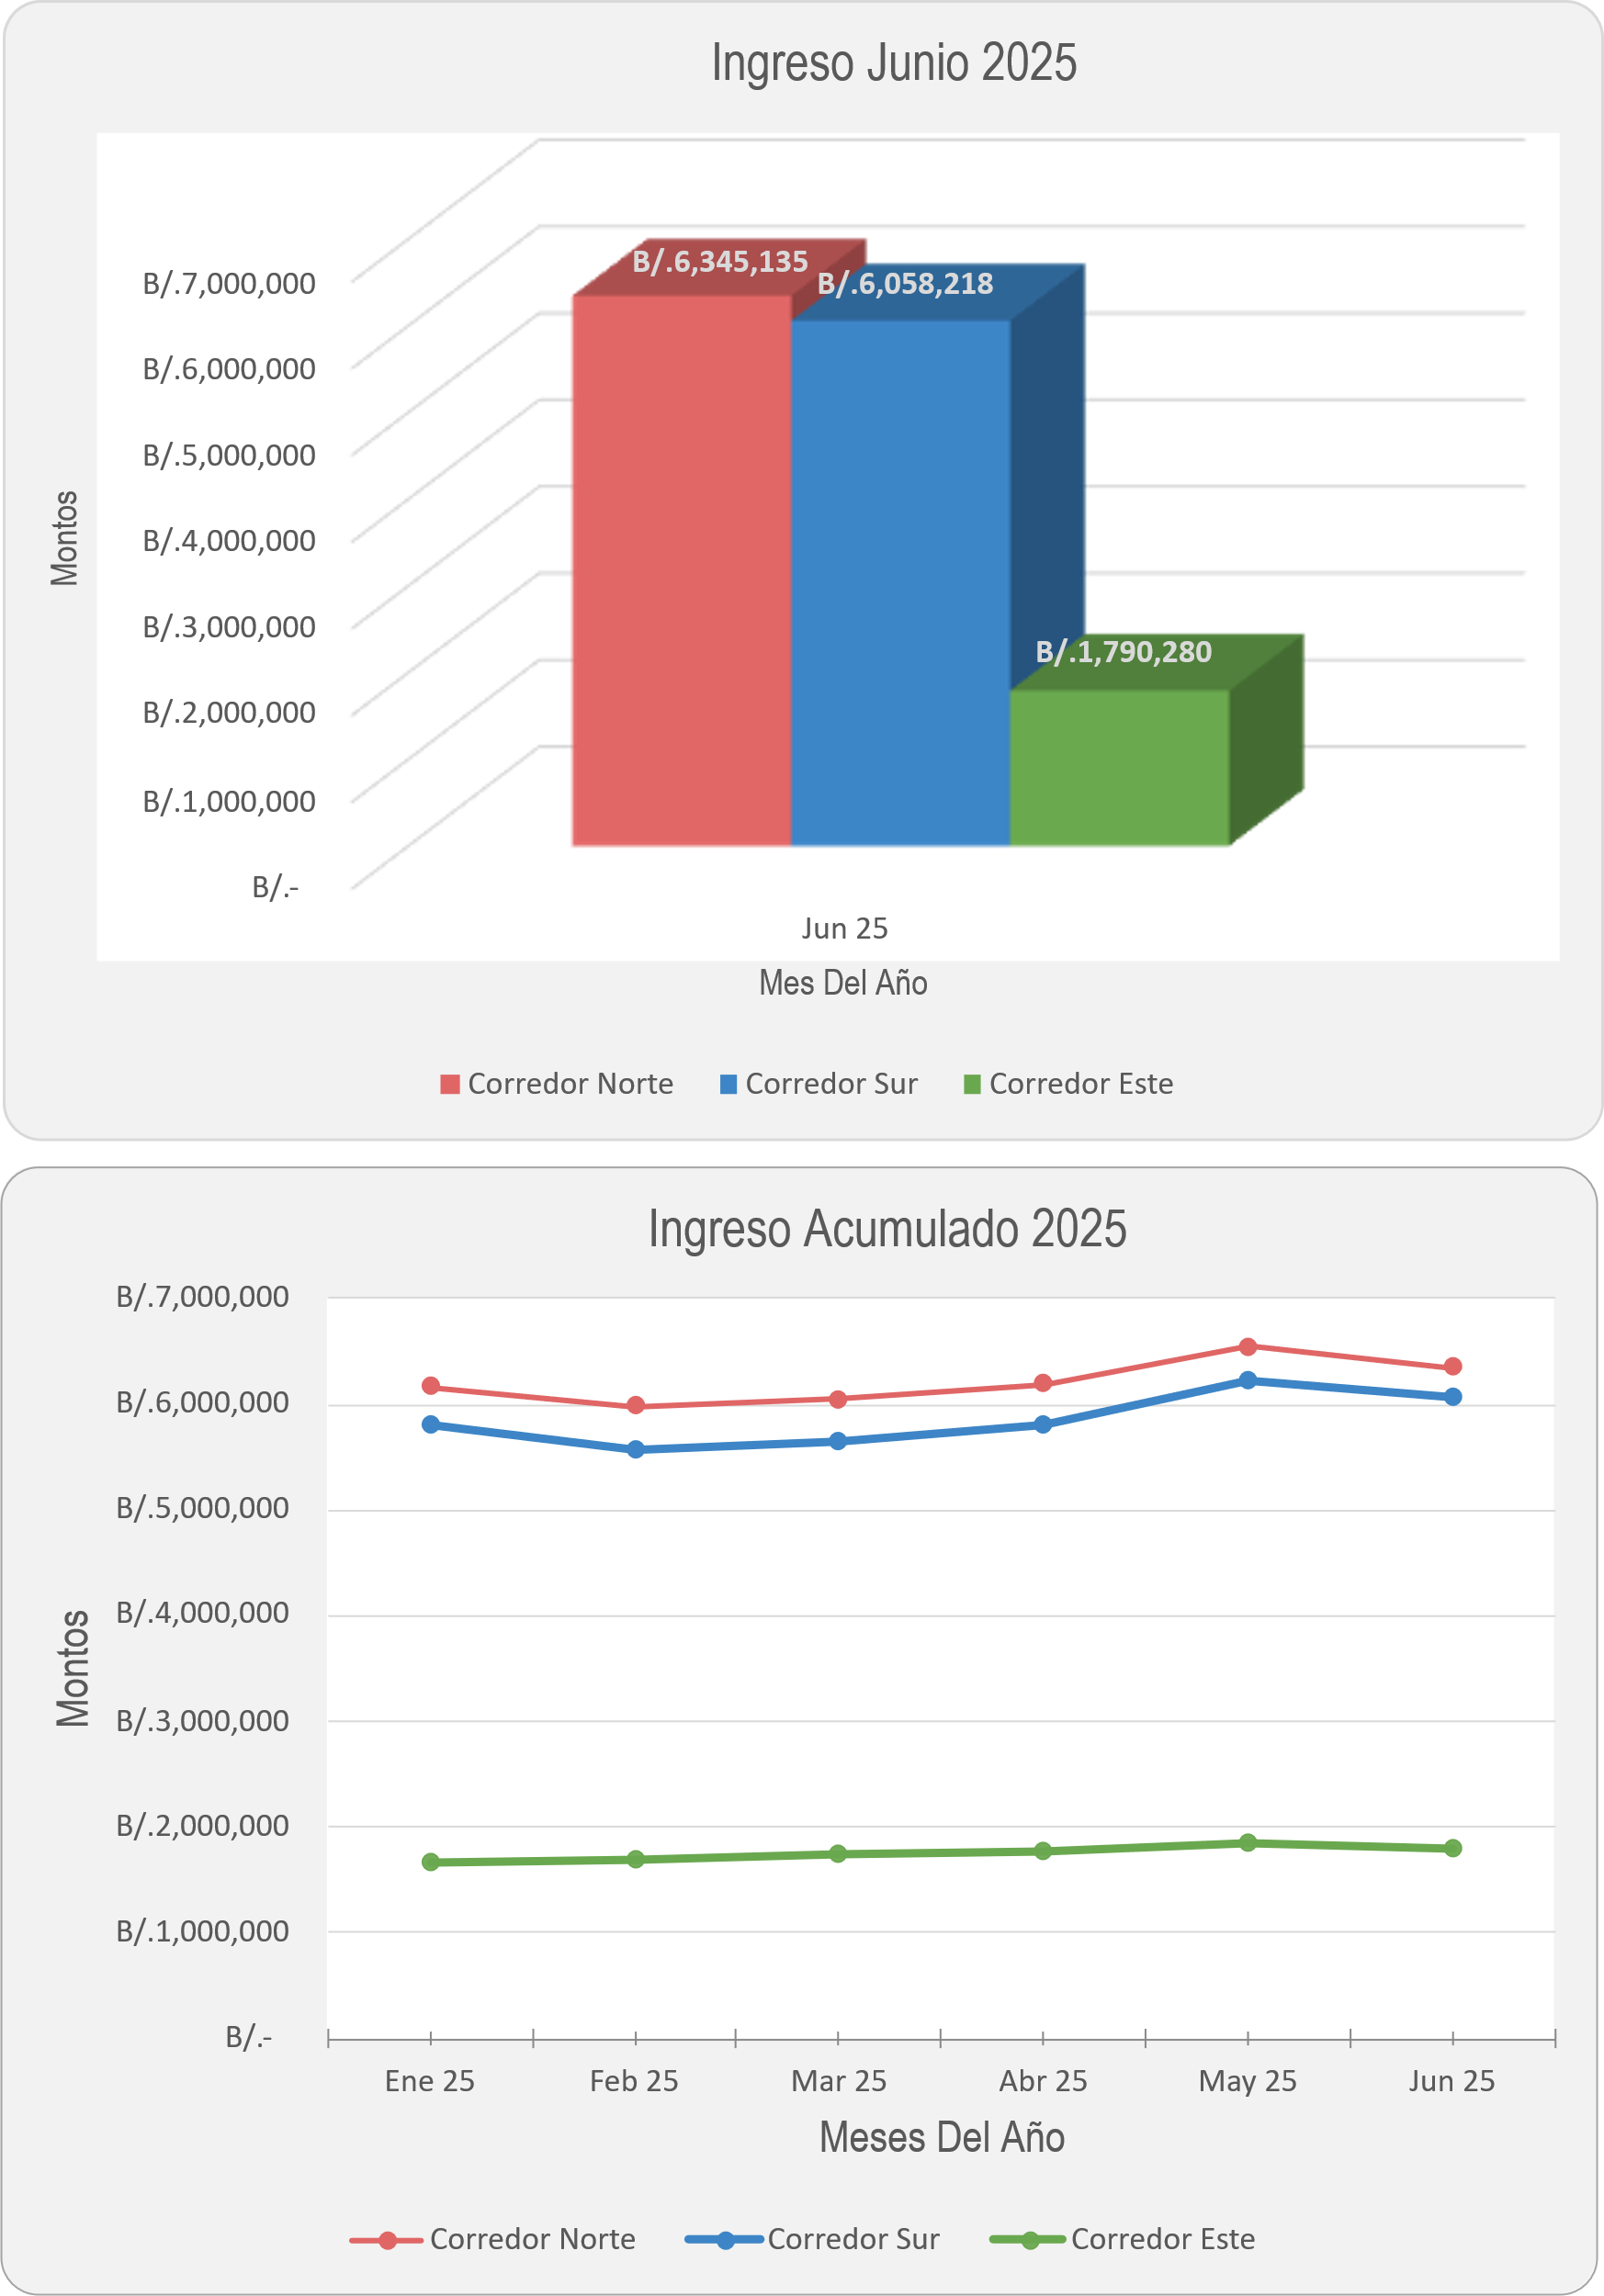 Ingreso Junio 2025
B/.7,000,000
B/.6,000,000
B/.5,000,000
B/.4,000,000
B/.3,000,000
B/.2,000,000
B/.1,000,000
B/.-
Montos
B/.6,345,135
B/.6,058,218
B/.1,790,280
Jun 25
Mes Del Año
Corredor Norte Corredor Sur Corredor Este
Ingreso Acumulado 2025
B/.7,000,000
B/.6,000,000
B/.5,000,000
B/.4,000,000
B/.3,000,000
B/.2,000,000
B/.1,000,000
B/.-
Montos
Ene 25 Feb 25 Mar 25 Abr 25 May 25 Jun 25
Meses Del Año
Corredor Norte Corredor Sur Corredor Este